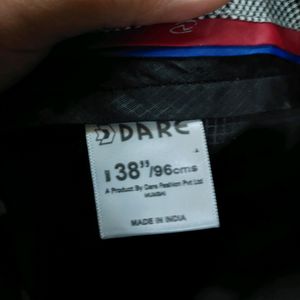 DARE
38"/96cms
A Product By Dare Fashion Pvt Ltd
MUMBAI
MADE IN INDIA